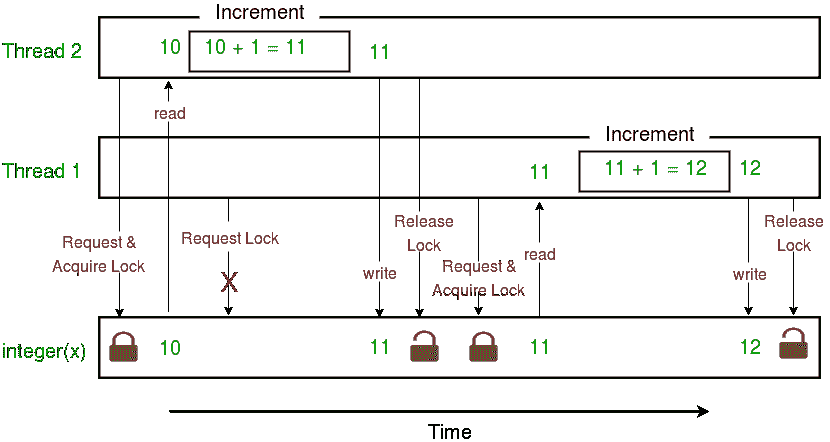 Increment
Thread 2
10
10 + 1 = 11
11
read
Increment
Thread 1
11
11 + 1 = 12
12
Request &
Acquire Lock
Request Lock
X
write
Release
Lock
Request &
Acquire Lock
read
write
Release
Lock
integer(x)
10
11
11
12
Time